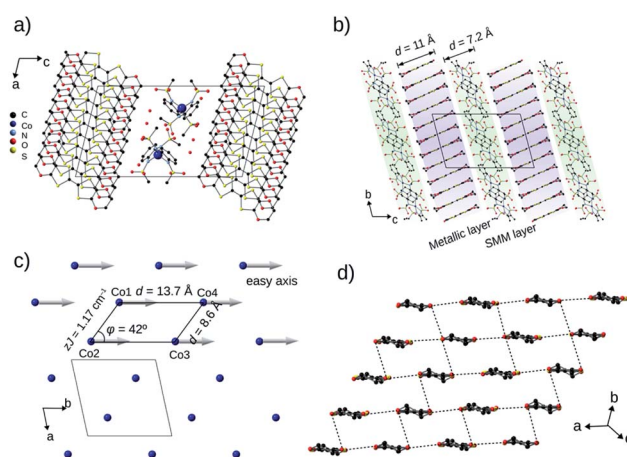 a)
c
a
C
Co
N
O
S
b)
d = 11 Å
d = 7.2 Å
b
c
Metallic layer
SMM layer
c)
easy axis
Co1
d = 13.7 Å
Co4
zJ = 1.17 cm⁻¹
φ = 42º
d = 8.6 Å
Co2
Co3
b
a
d)
b
a
c